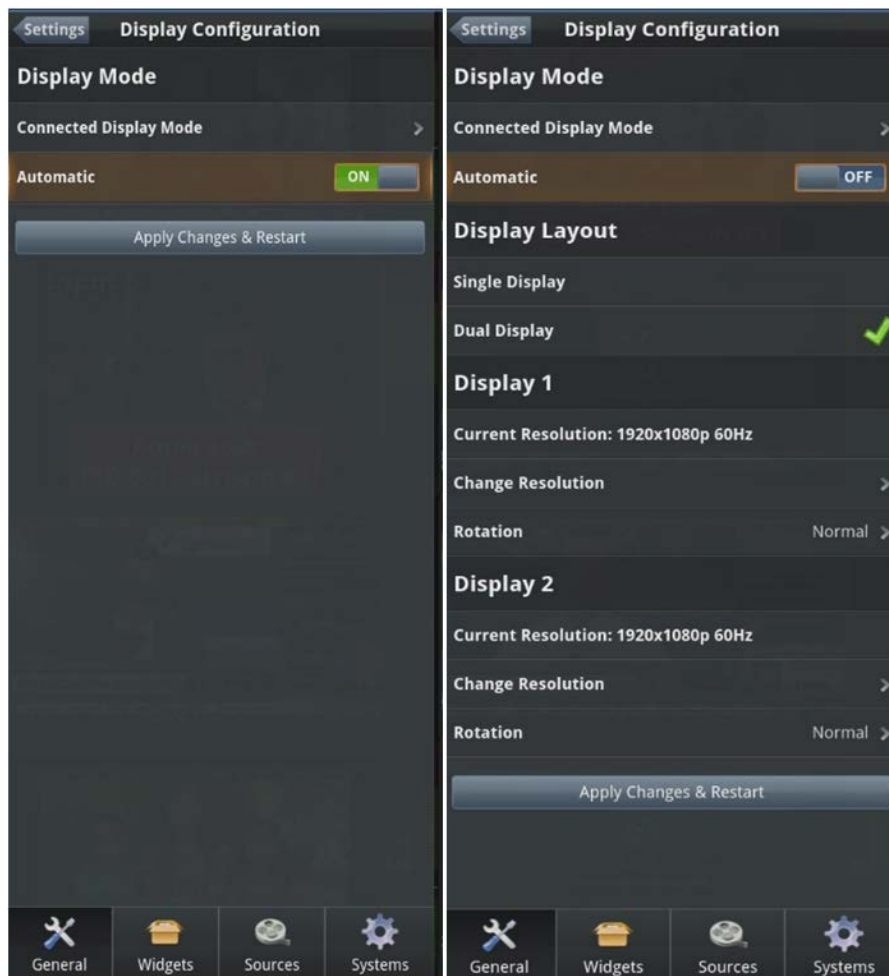 Settings
Display Configuration
Display Mode
Connected Display Mode
Automatic
ON
Apply Changes & Restart
General
Widgets
Sources
Systems
Settings
Display Configuration
Display Mode
Connected Display Mode
Automatic
OFF
Display Layout
Single Display
Dual Display
Display 1
Current Resolution: 1920x1080p 60Hz
Change Resolution
Rotation Normal
Display 2
Current Resolution: 1920x1080p 60Hz
Change Resolution
Rotation Normal
Apply Changes & Restart
General
Widgets
Sources
Systems